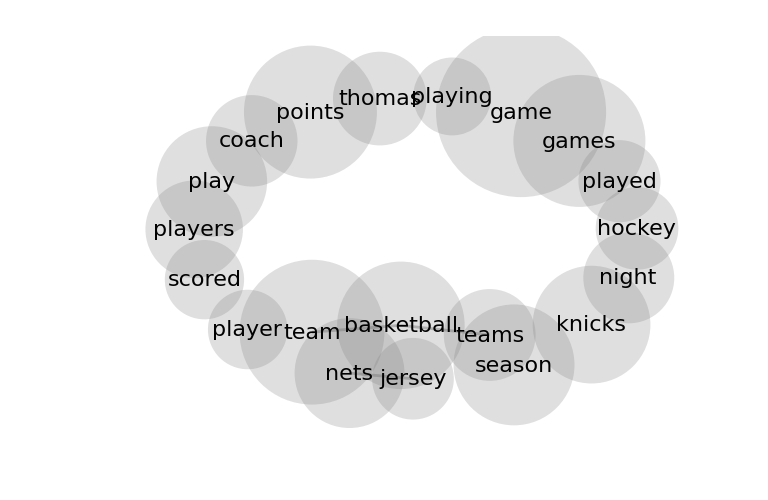 thomas
playing
points
game
coach
games
play
played
players
hockey
scored
night
player
team
basketball
teams
knicks
nets
jersey
season